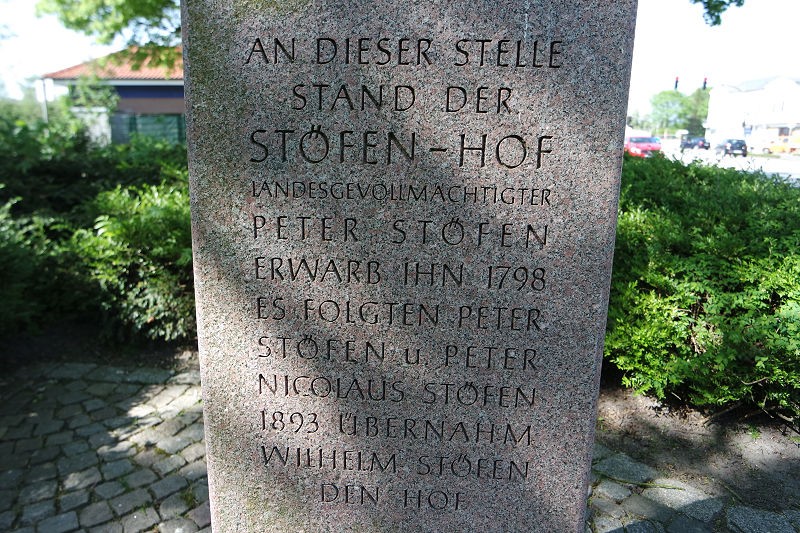 AN DIESER STELLE
STAND DER
STÖFEN-HOF
LANDESGEVOLLMÄCHTIGTER
PETER STÖFEN
ERWARB IHN 1798
ES FOLGTEN PETER
STÖFEN u. PETER
NICOLAUS STÖFEN
1893 ÜBERNAHM
WILHELM STÖFEN
DEN HOF